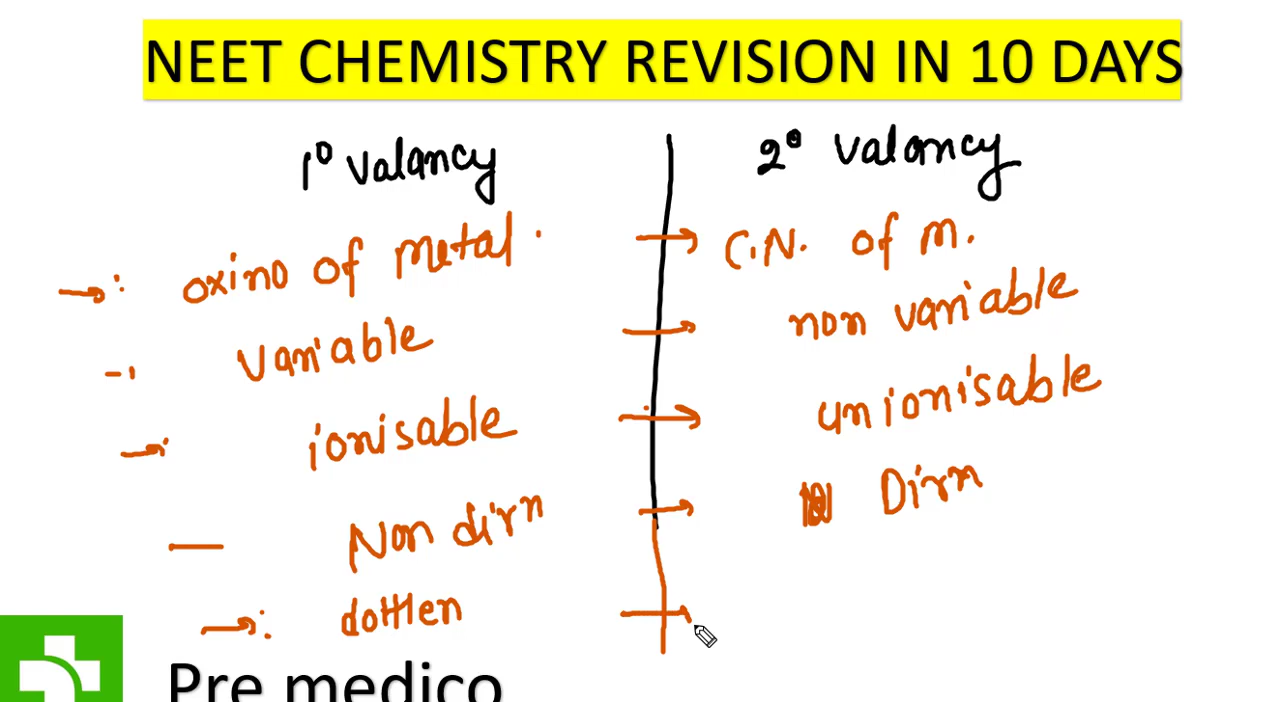 NEET CHEMISTRY REVISION IN 10 DAYS
1° Valancy 2° Valancy
→: oxino of metal. → C.N. of m.
-, Variable → non variable
→: ionisable → unionisable
— Non dirn → Dirn
→: dottlen
Pre medico